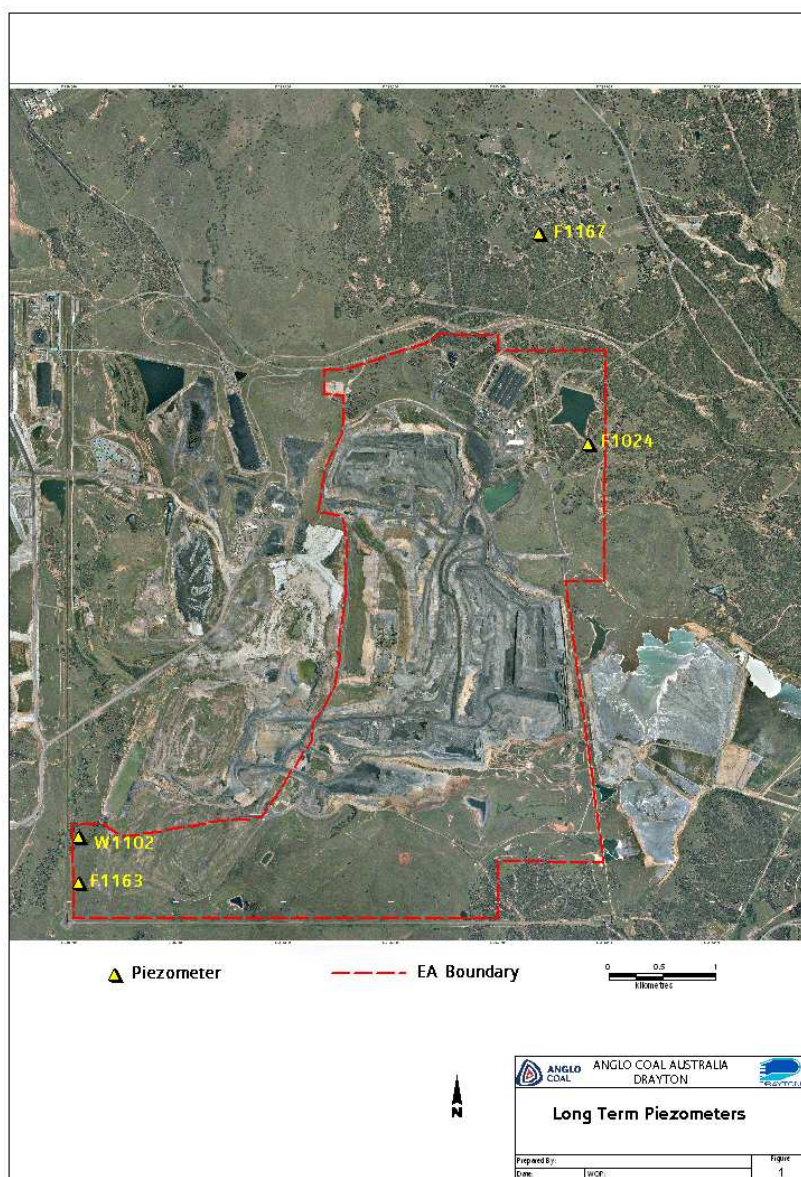 F1167
F1024
W1102
F1163
Piezometer
EA Boundary
0 0.5 1
kilometres
N
ANGLO COAL
ANGLO COAL AUSTRALIA
DRAYTON
DRAYTON
Long Term Piezometers
Prepared By:
Figure
Date:
WOP:
1